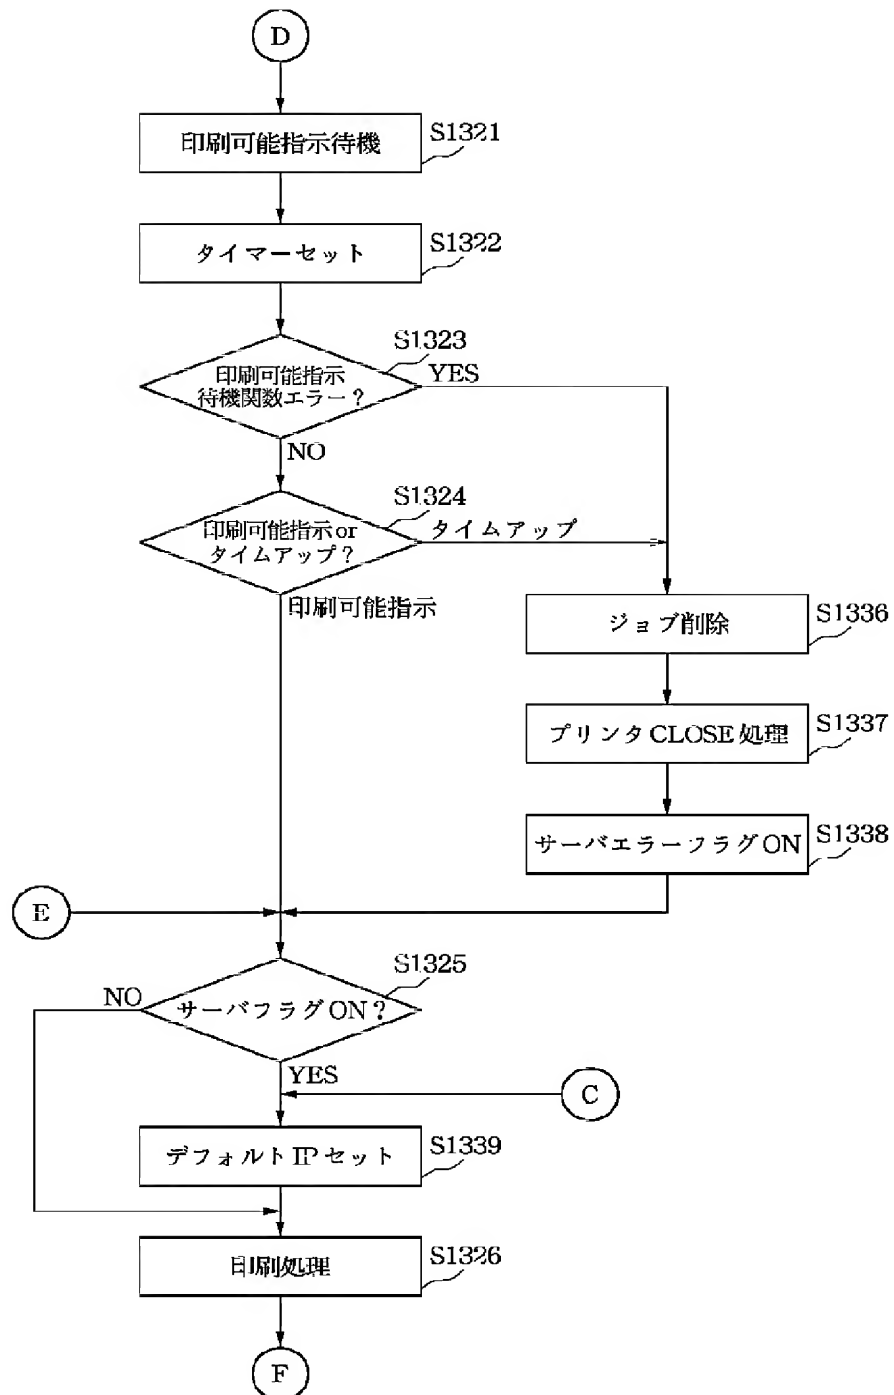 D
印刷可能指示待機
S1321
タイマーセット
S1322
S1323
印刷可能指示
待機関数エラー？
YES
NO
S1324
印刷可能指示or
タイムアップ？
タイムアップ
印刷可能指示
ジョブ削除
S1336
プリンタCLOSE処理
S1337
サーバエラーフラグON
S1338
E
S1325
サーバフラグON？
NO
YES
C
デフォルトIPセット
S1339
印刷処理
S1326
F